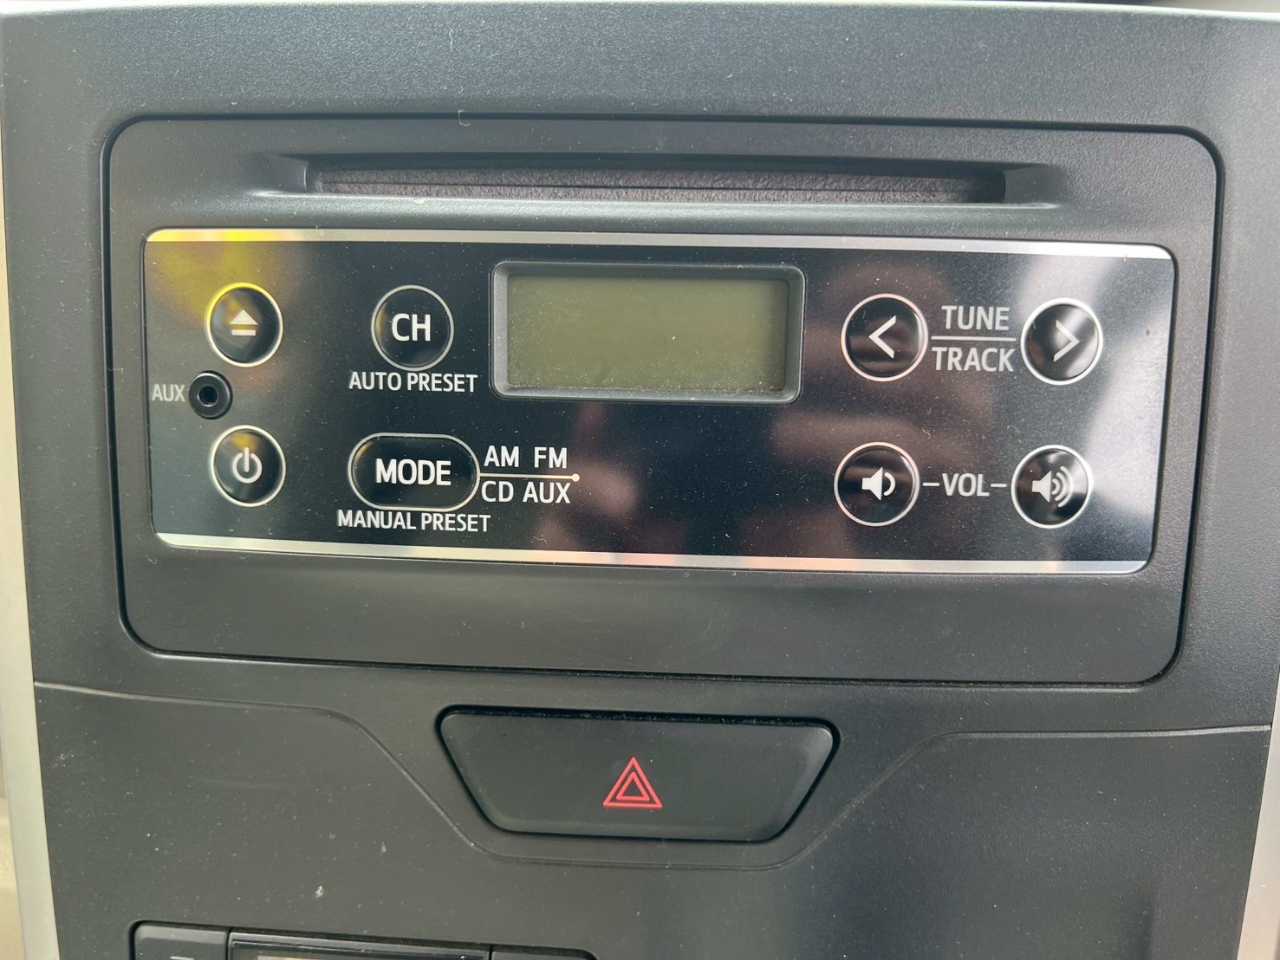 CH
AUTO PRESET
TUNE
TRACK
AUX
MODE
AM FM
CD AUX
MANUAL PRESET
VOL